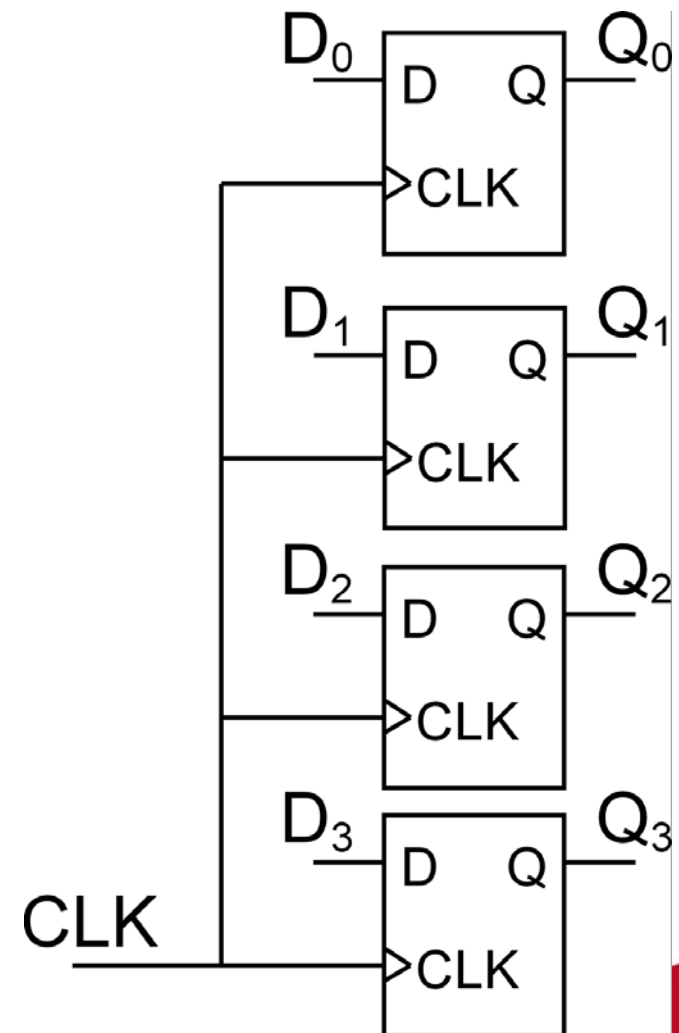 D₀ Q₀
D Q
CLK
D₁ Q₁
D Q
CLK
D₂ Q₂
D Q
CLK
D₃ Q₃
D Q
CLK
CLK